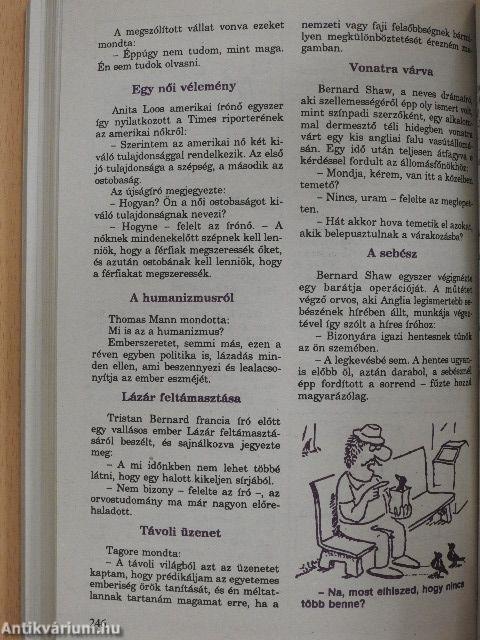 A megszólított vállat vonva ezeket
mondta:
– Éppúgy nem tudom, mint maga.
Én sem tudok olvasni.
Egy női vélemény
Anita Loos amerikai írónő egyszer
így nyilatkozott a Times riporterének
az amerikai nőkről:
– Szerintem az amerikai nő két ki-
váló tulajdonsággal rendelkezik. Az első
jó tulajdonsága a szépség, a második az
ostobaság.
Az újságíró megjegyezte:
– Hogyan? Ön a női ostobaságot ki-
váló tulajdonságnak nevezi?
– Hogyne – felelt az írónő. – A
nőknek mindenekelőtt szépnek kell len-
niök, hogy a férfiak megszeressék őket,
és azután ostobának kell lenniök, hogy
a férfiakat megszeressék.
A humanizmusról
Thomas Mann mondotta:
Mi is az a humanizmus?
Emberszeretet, semmi más, ezen a
réven egyben politika is, lázadás min-
den ellen, ami beszennyezi és lealacso-
nyítja az ember eszméjét.
Lázár feltámasztása
Tristan Bernard francia író előtt
egy vallásos ember Lázár feltámasztá-
sáról beszélt, és sajnálkozva jegyezte
meg:
– A mi időnkben nem lehet többé
látni, hogy egy halott kikeljen sírjából.
– Nem bizony – felelte az író –, az
orvostudomány ma már nagyon előre-
haladott.
Távoli üzenet
Tagore mondta:
– A távoli világból azt az üzenetet
kaptam, hogy prédikáljam az egyetemes
emberiség örök tanítását, és én méltat-
lannak tartanám magamat erre, ha a
246
nemzeti vagy faji felsőbbségnek bármi-
lyen megkülönböztetését érezném ma-
gamban.
Vonatra várva
Bernard Shaw, a neves drámaíró,
aki szellemességéről épp oly ismert volt,
mint színpadi szerzőként, egy alkalom-
mal dermesztő téli hidegben vonatra
várt egy kis angliai falu vasútállomá-
sán. Egy idő után teljesen átfagyva
kérdéssel fordult az állomásfőnökhöz:
– Mondja, kérem, van itt a közelben
temető?
– Nincs, uram – felelte az meglepet-
ten.
– Hát akkor hova temetik el azokat,
akik belepusztulnak a várakozásba?
A sebész
Bernard Shaw egyszer végignézte
egy barátja operációját. A műtétet
végző orvos, aki Anglia legismertebb se-
bészének hírében állt, munkája végez-
tével így szólt a híres íróhoz:
– Bizonyára igazi hentesnek tűnök
az ön szemében.
– A legkevésbé sem. A hentes ugyan-
is előbb öl, aztán darabol, a sebésznél
épp fordított a sorrend – fűzte hozzá
magyarázólag.
– Na, most elhiszed, hogy nincs
több benne?
Antikvárium.hu